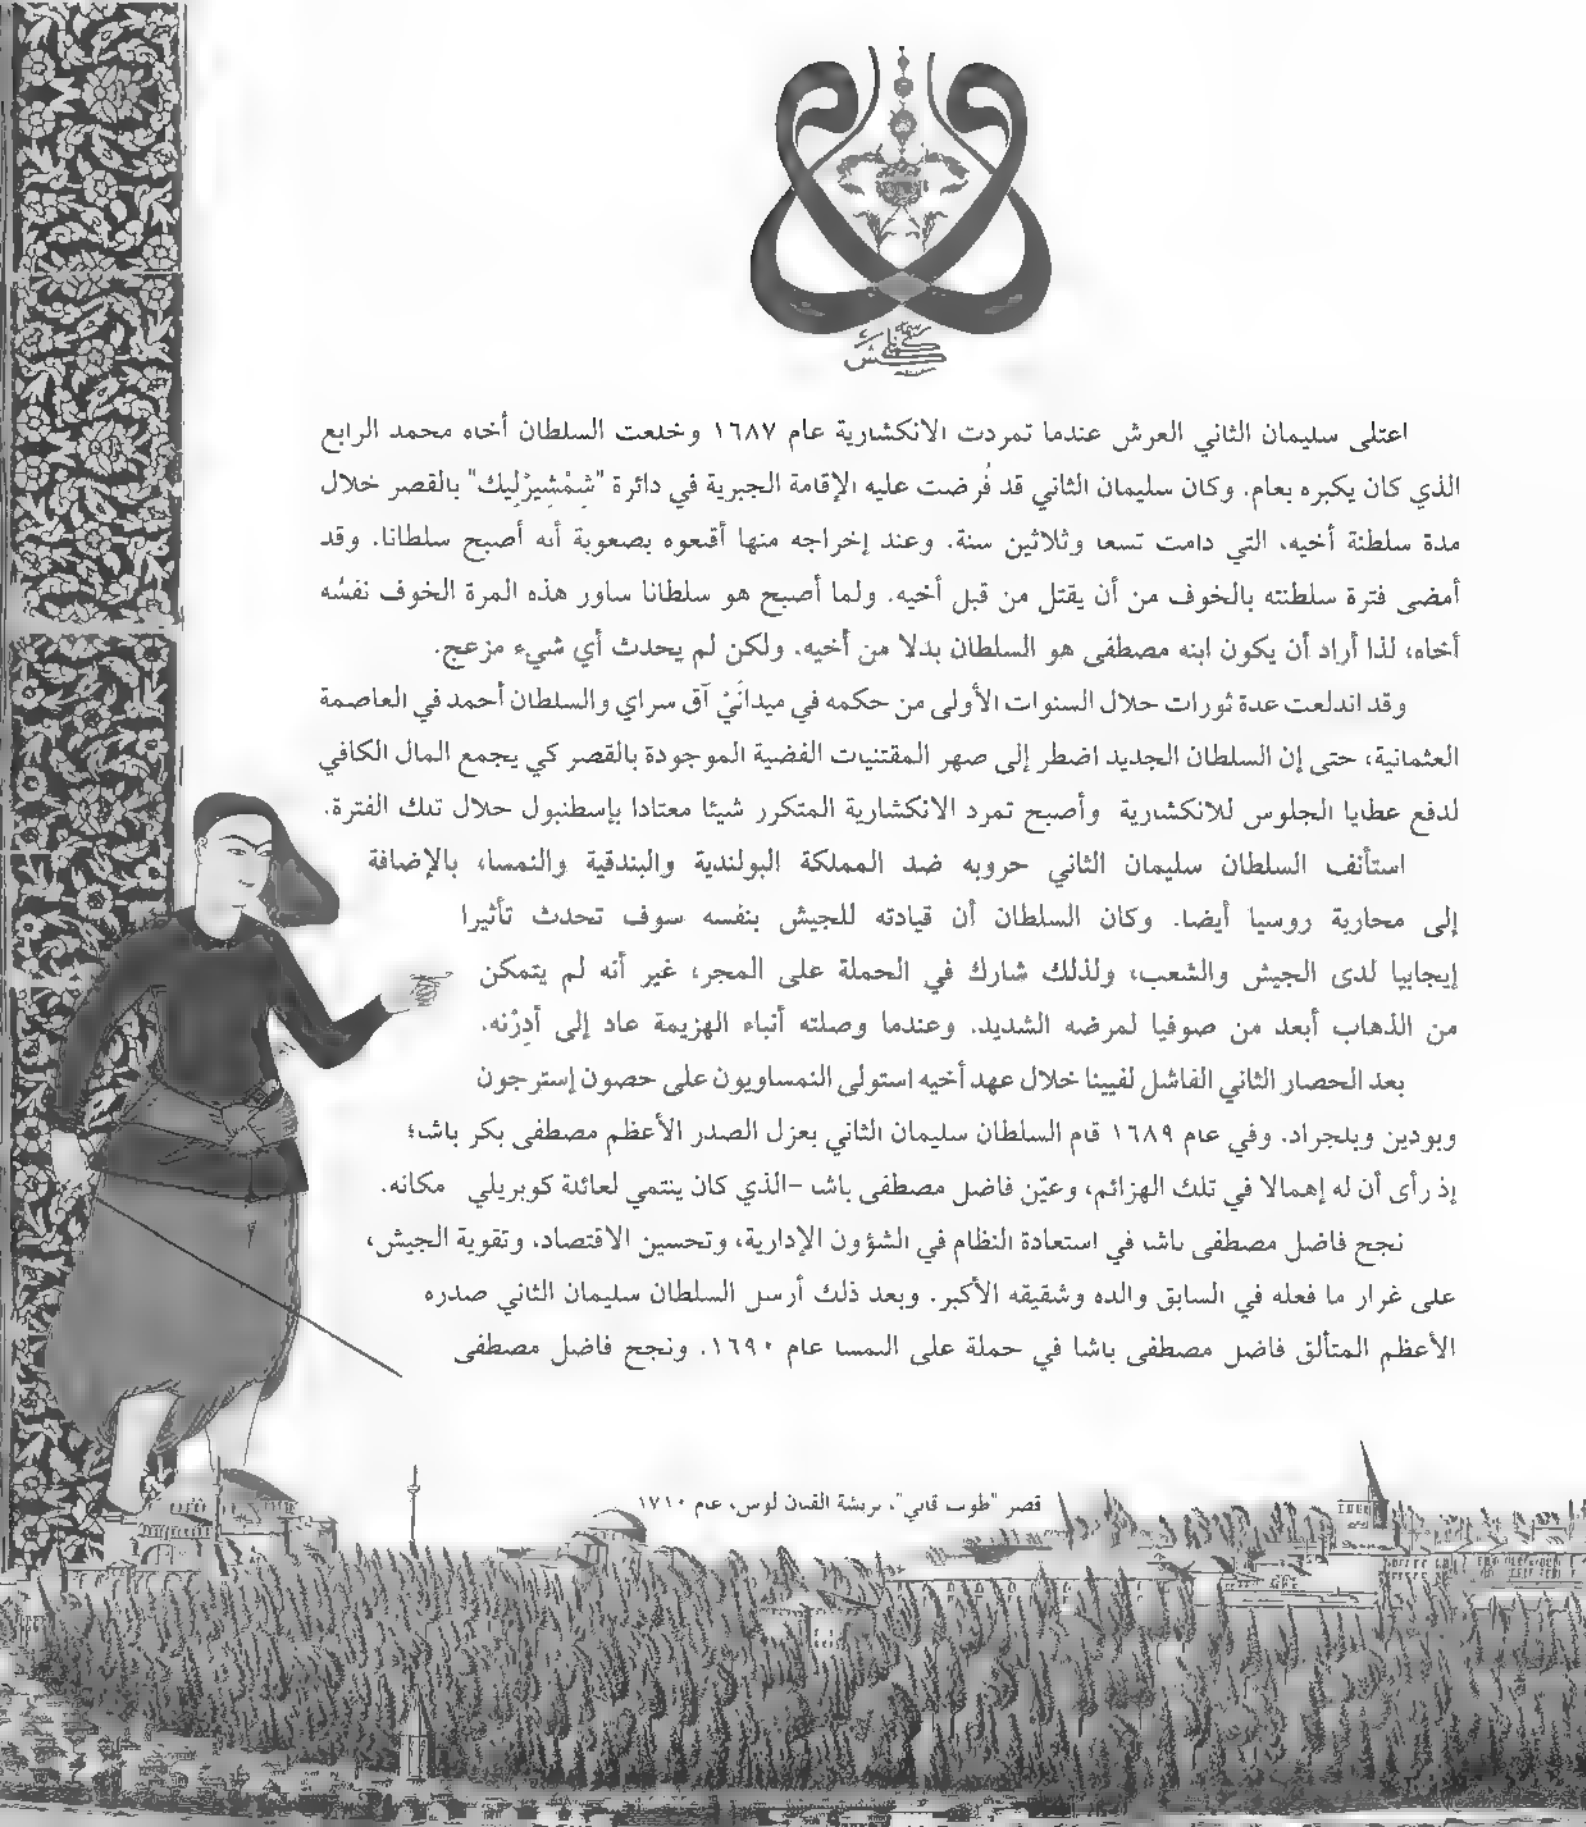 اعتلى سليمان الثاني العرش عندما تمردت الانكشارية عام ١٦٨٧ وخلعت السلطان أخاه محمد الرابع
الذي كان يكبره بعام. وكان سليمان الثاني قد فُرضت عليه الإقامة الجبرية في دائرة "شِمْشِيرْلِيك" بالقصر خلال
مدة سلطنة أخيه، التي دامت تسعا وثلاثين سنة. وعند إخراجه منها أقنعوه بصعوبة أنه أصبح سلطانا. وقد
أمضى فترة سلطنته بالخوف من أن يقتل من قبل أخيه. ولما أصبح هو سلطانا ساور هذه المرة الخوف نفسُه
أخاه، لذا أراد أن يكون ابنه مصطفى هو السلطان بدلا من أخيه. ولكن لم يحدث أي شيء مزعج.
وقد اندلعت عدة ثورات خلال السنوات الأولى من حكمه في ميدانَيْ آق سراي والسلطان أحمد في العاصمة
العثمانية، حتى إن السلطان الجديد اضطر إلى صهر المقتنيات الفضية الموجودة بالقصر كي يجمع المال الكافي
لدفع عطايا الجلوس للانكشارية وأصبح تمرد الانكشارية المتكرر شيئا معتادا بإسطنبول خلال تلك الفترة.
استأنف السلطان سليمان الثاني حروبه ضد المملكة البولندية والبندقية والنمسا، بالإضافة
إلى محاربة روسيا أيضا. وكان السلطان أن قيادته للجيش بنفسه سوف تحدث تأثيرا
إيجابيا لدى الجيش والشعب، ولذلك شارك في الحملة على المجر، غير أنه لم يتمكن
من الذهاب أبعد من صوفيا لمرضه الشديد. وعندما وصلته أنباء الهزيمة عاد إلى أدِرْنه.
بعد الحصار الثاني الفاشل لفيينا خلال عهد أخيه استولى النمساويون على حصون إسترجون
وبودين وبلجراد. وفي عام ١٦٨٩ قام السلطان سليمان الثاني بعزل الصدر الأعظم مصطفى بكر باشا؛
إذ رأى أن له إهمالا في تلك الهزائم، وعيّن فاضل مصطفى باشا -الذي كان ينتمي لعائلة كوبريلي مكانه.
نجح فاضل مصطفى باشا في استعادة النظام في الشؤون الإدارية، وتحسين الاقتصاد، وتقوية الجيش،
على غرار ما فعله في السابق والده وشقيقه الأكبر. وبعد ذلك أرسل السلطان سليمان الثاني صدره
الأعظم المتألق فاضل مصطفى باشا في حملة على النمسا عام ١٦٩٠. ونجح فاضل مصطفى
قصر "طوب قابي"، بريشة الفنان لوس، عام ١٧١٠